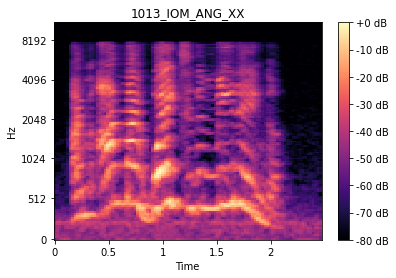 1013_IOM_ANG_XX
8192
4096
2048
1024
512
0
Hz
0
0.5
1
1.5
2
Time
+0 dB
-10 dB
-20 dB
-30 dB
-40 dB
-50 dB
-60 dB
-70 dB
-80 dB